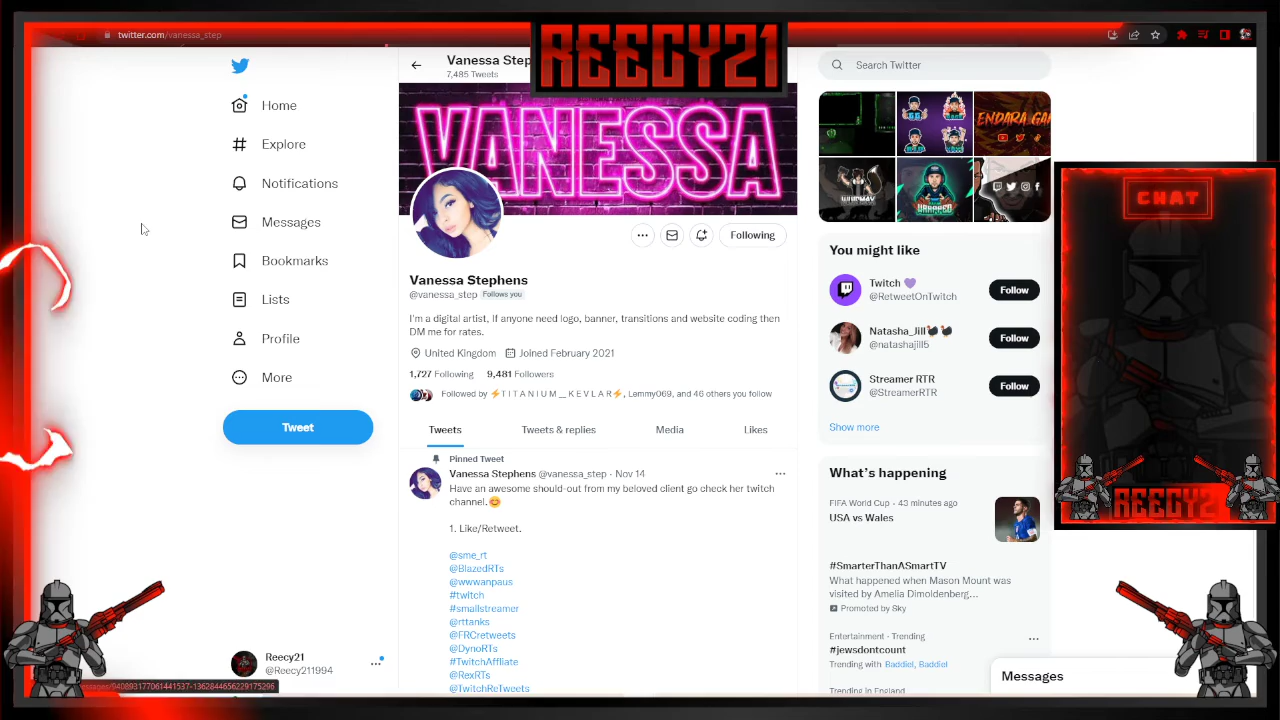 twitter.com/vanessa_step
REECY21
Home
Explore
Notifications
Messages
Bookmarks
Lists
Profile
More
Tweet
Reecy21
@Reecy211994
Vanessa Step
7,485 Tweets
VANESSA
Following
Vanessa Stephens
@vanessa_step Follows you
I'm a digital artist, If anyone need logo, banner, transitions and website coding then
DM me for rates.
United Kingdom Joined February 2021
1,727 Following 9,481 Followers
Followed by ⚡T I T A N I U M __ K E V L A R⚡, Lemmy069, and 46 others you follow
Tweets Tweets & replies Media Likes
Pinned Tweet
Vanessa Stephens @vanessa_step · Nov 14
Have an awesome should-out from my beloved client go check her twitch
channel.😊
1. Like/Retweet.
@sme_rt
@BlazedRTs
@wwwanpaus
#twitch
#smallstreamer
@rttanks
@FRCretweets
@DynoRTs
#TwitchAffliate
@RexRTs
@TwitchReTweets
Search Twitter
ENDARA GA
You might like
Twitch 💜
@RetweetOnTwitch
Follow
Natasha_Jill
@natashajill5
Follow
Streamer RTR
@StreamerRTR
Follow
Show more
What's happening
FIFA World Cup · 43 minutes ago
USA vs Wales
#SmarterThanASmartTV
What happened when Mason Mount was
visited by Amelia Dimoldenberg...
Promoted by Sky
Entertainment · Trending
#jewsdontcount
Trending with Baddiel, Baddiel
Trending in England
Messages
CHAT
REECY2